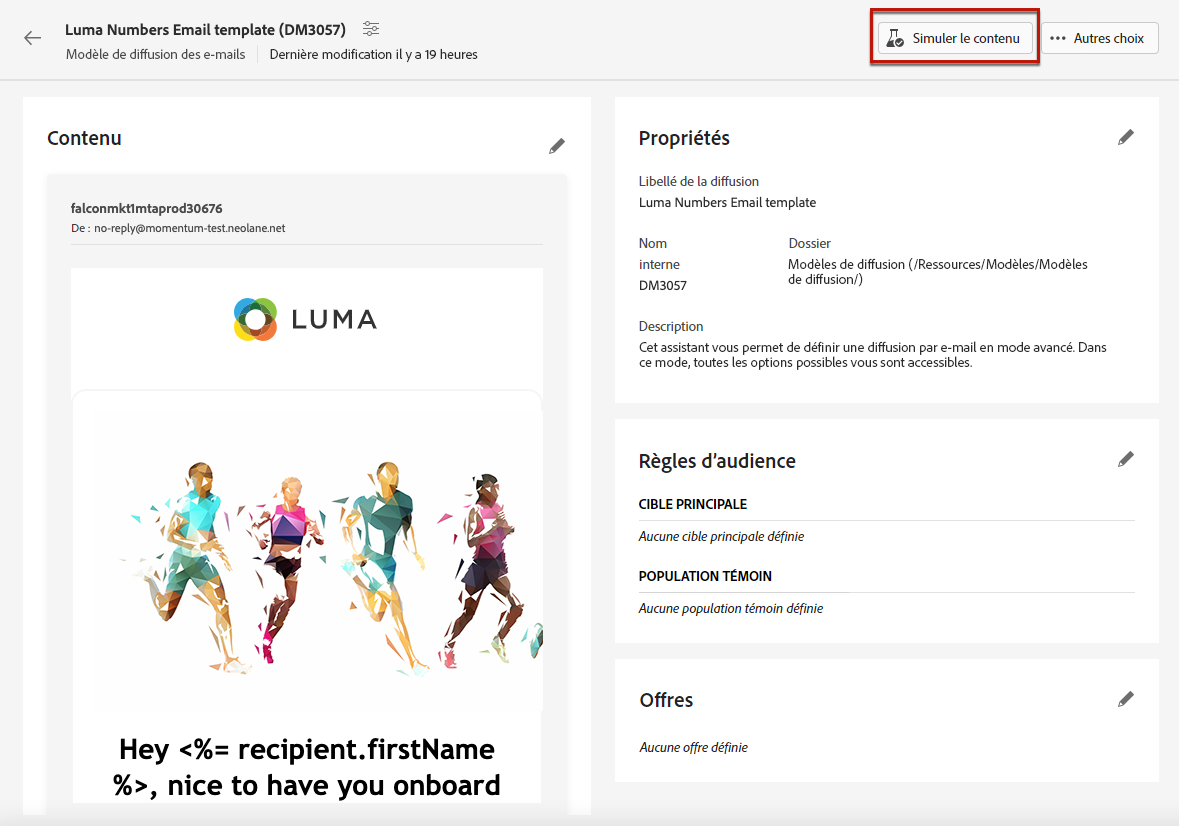 Luma Numbers Email template (DM3057)
Modèle de diffusion des e-mails
Dernière modification il y a 19 heures
Simuler le contenu
Autres choix
Contenu
falconmkt1mtaprod30676
De : no-reply@momentum-test.neolane.net
LUMA
Hey <%= recipient.firstName
%>, nice to have you onboard
Propriétés
Libellé de la diffusion
Luma Numbers Email template
Nom
interne
DM3057
Dossier
Modèles de diffusion (/Ressources/Modèles/Modèles
de diffusion/)
Description
Cet assistant vous permet de définir une diffusion par e-mail en mode avancé. Dans
ce mode, toutes les options possibles vous sont accessibles.
Règles d’audience
CIBLE PRINCIPALE
Aucune cible principale définie
POPULATION TÉMOIN
Aucune population témoin définie
Offres
Aucune offre définie